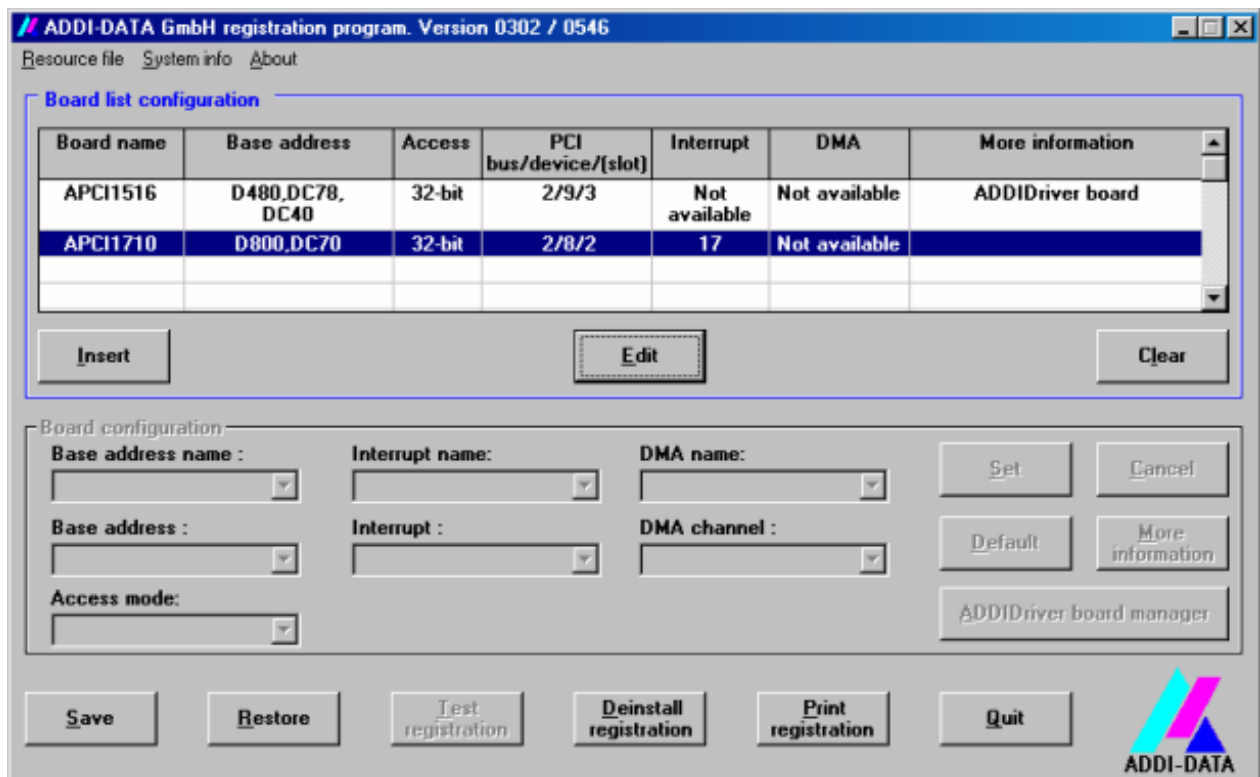 ADDI-DATA GmbH registration program. Version 0302 / 0546
Resource file System info About
Board list configuration
Board name Base address Access PCI bus/device/(slot) Interrupt DMA More information
APCI1516 D480,DC78, DC40 32-bit 2/9/3 Not available Not available ADDIDriver board
APCI1710 D800,DC70 32-bit 2/8/2 17 Not available
Insert Edit Clear
Board configuration
Base address name : Interrupt name: DMA name:
Set Cancel
Base address : Interrupt : DMA channel :
Default More information
Access mode:
ADDIDriver board manager
Save Restore Test registration Deinstall registration Print registration Quit
ADDI-DATA